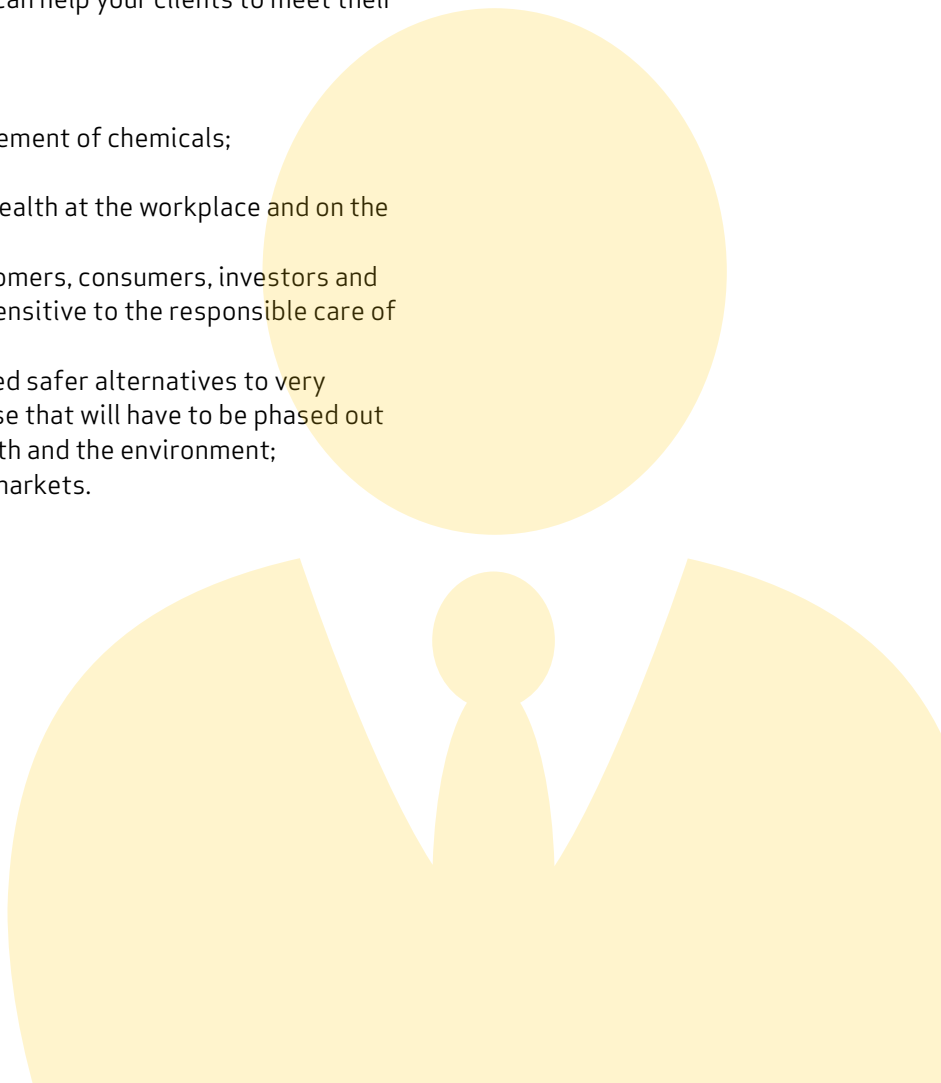 can help your clients to meet their
ement of chemicals;
ealth at the workplace and on the
omers, consumers, investors and
ensitive to the responsible care of
ed safer alternatives to very
se that will have to be phased out
th and the environment;
narkets.